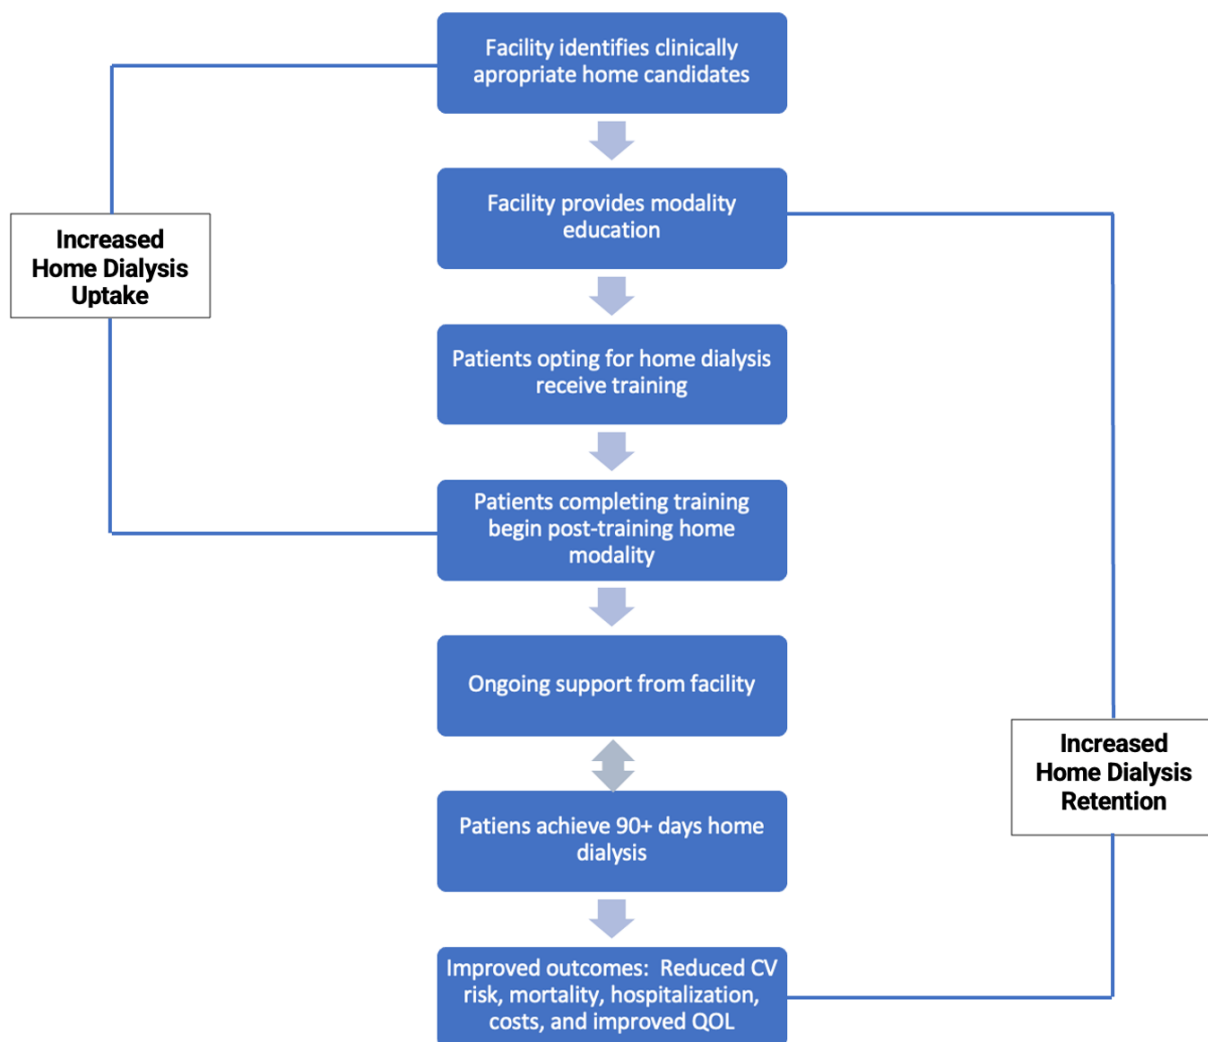 Facility identifies clinically
apropriate home candidates
Facility provides modality
education
Increased
Home Dialysis
Uptake
Patients opting for home dialysis
receive training
Patients completing training
begin post-training home
modality
Ongoing support from facility
Increased
Home Dialysis
Retention
Patiens achieve 90+ days home
dialysis
Improved outcomes: Reduced CV
risk, mortality, hospitalization,
costs, and improved QOL